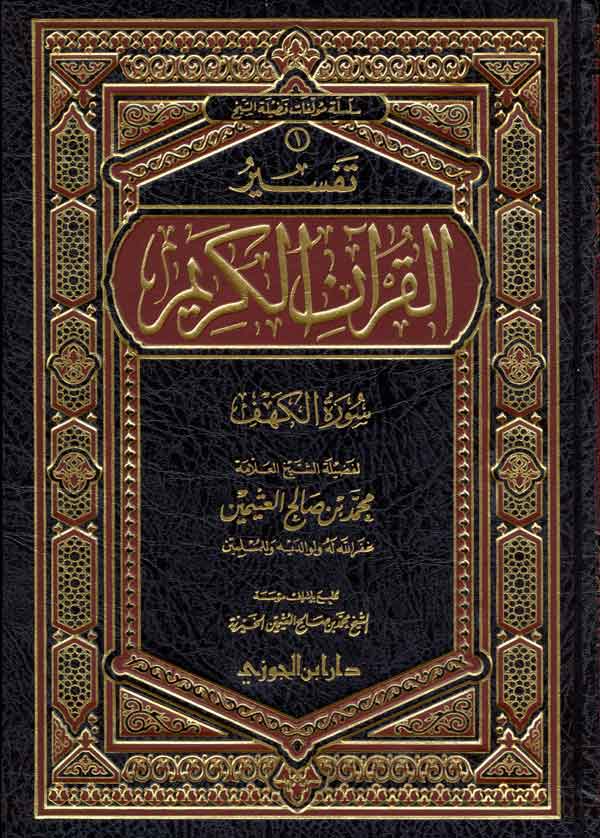 سلسلة مؤلفات فضيلة الشيخ
١
تفسير
القرآن الكريم
سورة الكهف
لفضيلة الشيخ العلامة
محمد بن صالح العثيمين
غفر الله له ولوالديه وللمسلمين
طبع بإشراف مؤسسة
الشيخ محمد بن صالح العثيمين الخيرية
دار ابن الجوزي